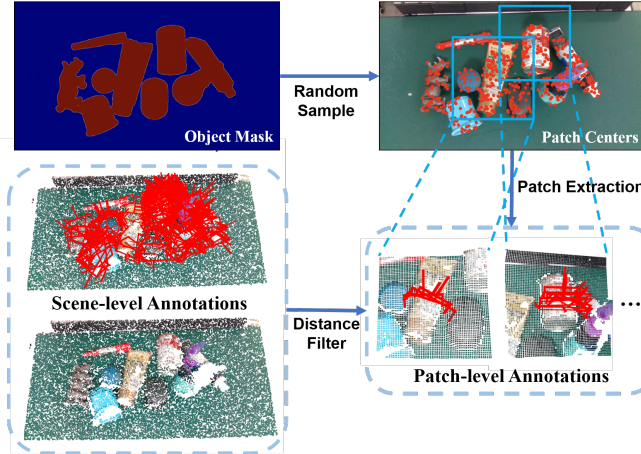 Object Mask
Random
Sample
Patch Centers
Patch Extraction
Scene-level Annotations
Distance
Filter
Patch-level Annotations
...